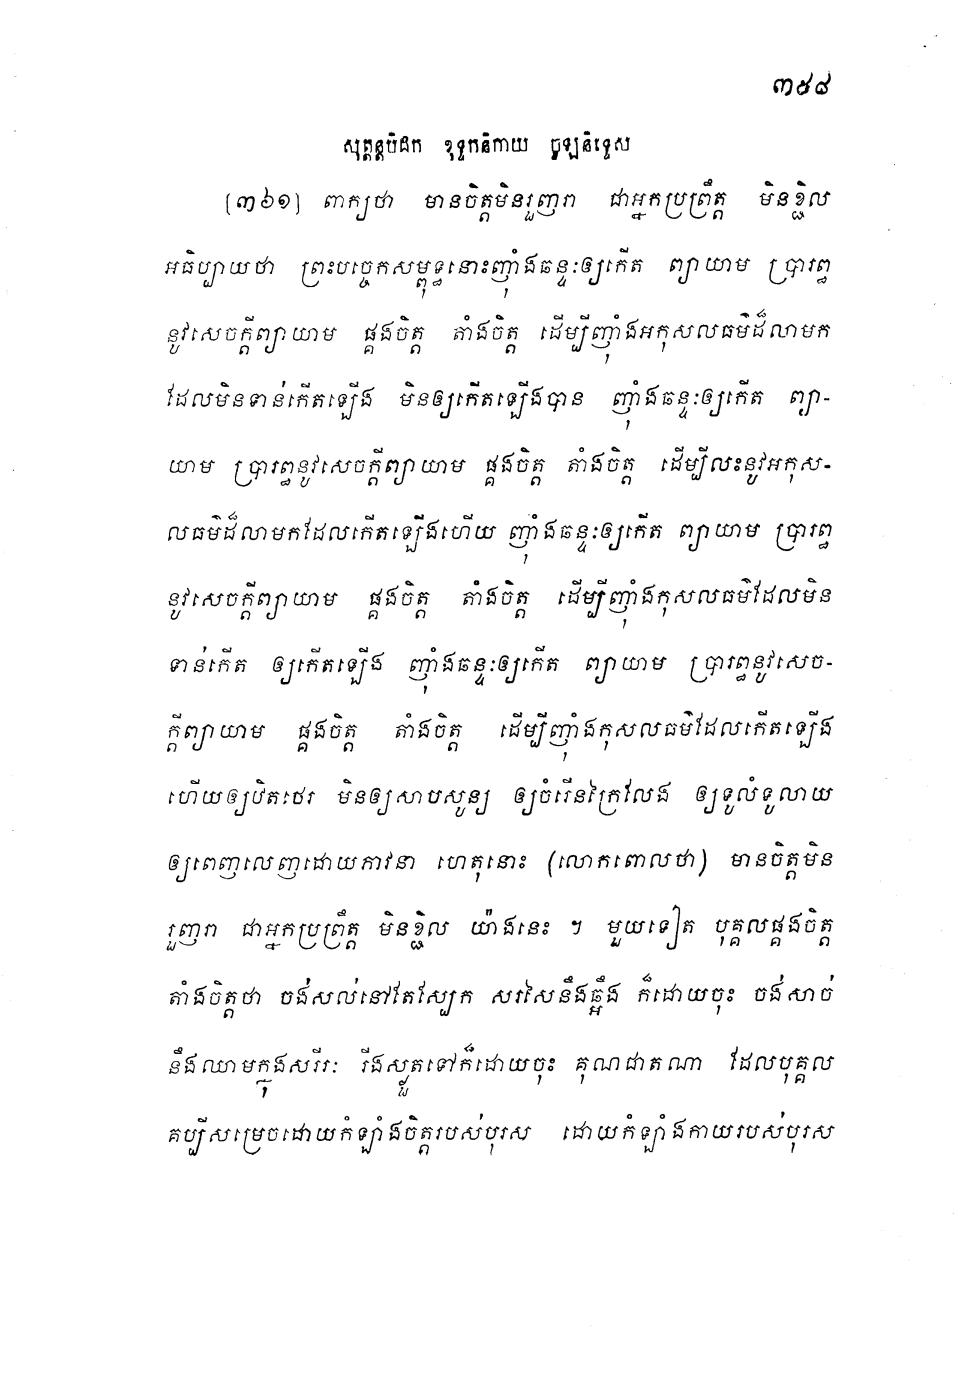 ៣៩៨
សុត្តន្តបិដក ខុទ្ទកនិកាយ ចូឡនិទ្ទេស
[៣៦១] ពាក្យថា មានចិត្តមិនរួញរា ជាអ្នកប្រព្រឹត្ត មិនខ្ជិល
អធិប្បាយថា ព្រះបច្ចេកសម្ពុទ្ធនោះញ៉ាំងឆន្ទៈឲ្យកើត ព្យាយាម ប្រារព្ធ
នូវសេចក្តីព្យាយាម ផ្គងចិត្ត តាំងចិត្ត ដើម្បីញ៉ាំងអកុសលធម៌ដ៏លាមក
ដែលមិនទាន់កើតឡើង មិនឲ្យកើតឡើងបាន ញ៉ាំងឆន្ទៈឲ្យកើត ព្យា-
យាម ប្រារព្ធនូវសេចក្តីព្យាយាម ផ្គងចិត្ត តាំងចិត្ត ដើម្បីលះនូវអកុស-
លធម៌ដ៏លាមកដែលកើតឡើងហើយ ញ៉ាំងឆន្ទៈឲ្យកើត ព្យាយាម ប្រារព្ធ
នូវសេចក្តីព្យាយាម ផ្គងចិត្ត តាំងចិត្ត ដើម្បីញ៉ាំងកុសលធម៌ដែលមិន
ទាន់កើត ឲ្យកើតឡើង ញ៉ាំងឆន្ទៈឲ្យកើត ព្យាយាម ប្រារព្ធនូវសេច-
ក្តីព្យាយាម ផ្គងចិត្ត តាំងចិត្ត ដើម្បីញ៉ាំងកុសលធម៌ដែលកើតឡើង
ហើយឲ្យឋិតថេរ មិនឲ្យសាបសូន្យ ឲ្យចំរើនក្រៃលែង ឲ្យទូលំទូលាយ
ឲ្យពេញលេញដោយភាវនា ហេតុនោះ (លោកពោលថា) មានចិត្តមិន
រួញរា ជាអ្នកប្រព្រឹត្ត មិនខ្ជិល យ៉ាងនេះ ។ មួយទៀត បុគ្គលផ្គងចិត្ត
តាំងចិត្តថា ចង់សល់នៅតែស្បែក សរសៃនឹងឆ្អឹង ក៏ដោយចុះ ចង់សាច់
នឹងឈាមក្នុងសរីរៈ រីងស្ងួតទៅក៏ដោយចុះ គុណជាតណា ដែលបុគ្គល
គប្បីសម្រេចដោយកំឡាំងចិត្តរបស់បុរស ដោយកំឡាំងកាយរបស់បុរស